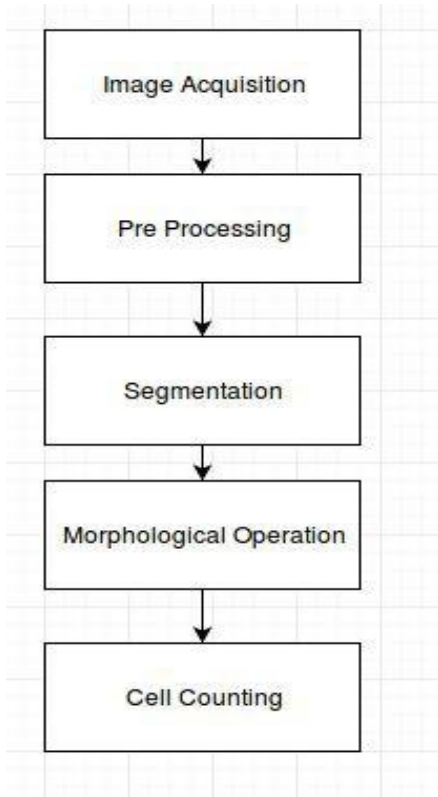 Image Acquisition
Pre Processing
Segmentation
Morphological Operation
Cell Counting